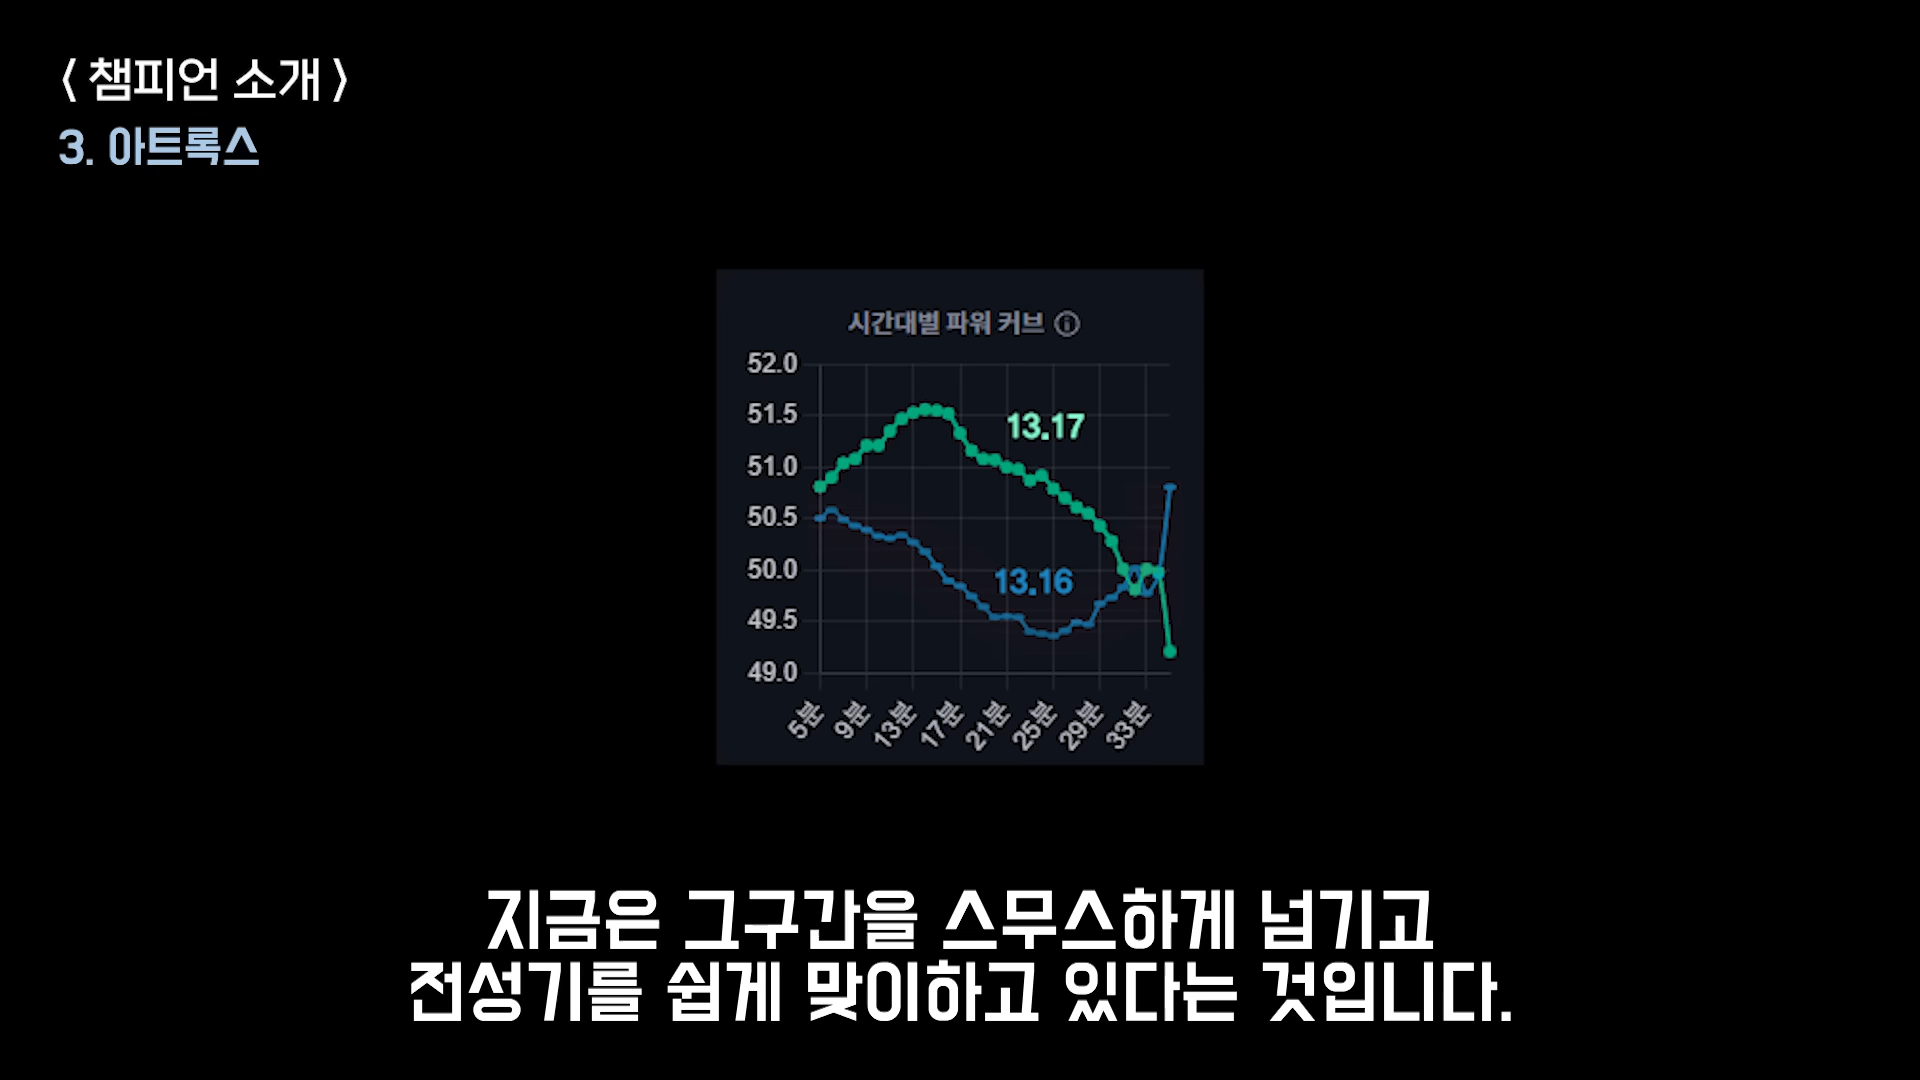 〈 챔피언 소개 〉
3. 아트록스
시간대별 파워 커브 ⓘ
52.0
51.5
51.0
50.5
50.0
49.5
49.0
13.17
13.16
5분
9분
13분
17분
21분
25분
29분
33분
지금은 그구간을 스무스하게 넘기고
전성기를 쉽게 맞이하고 있다는 것입니다.